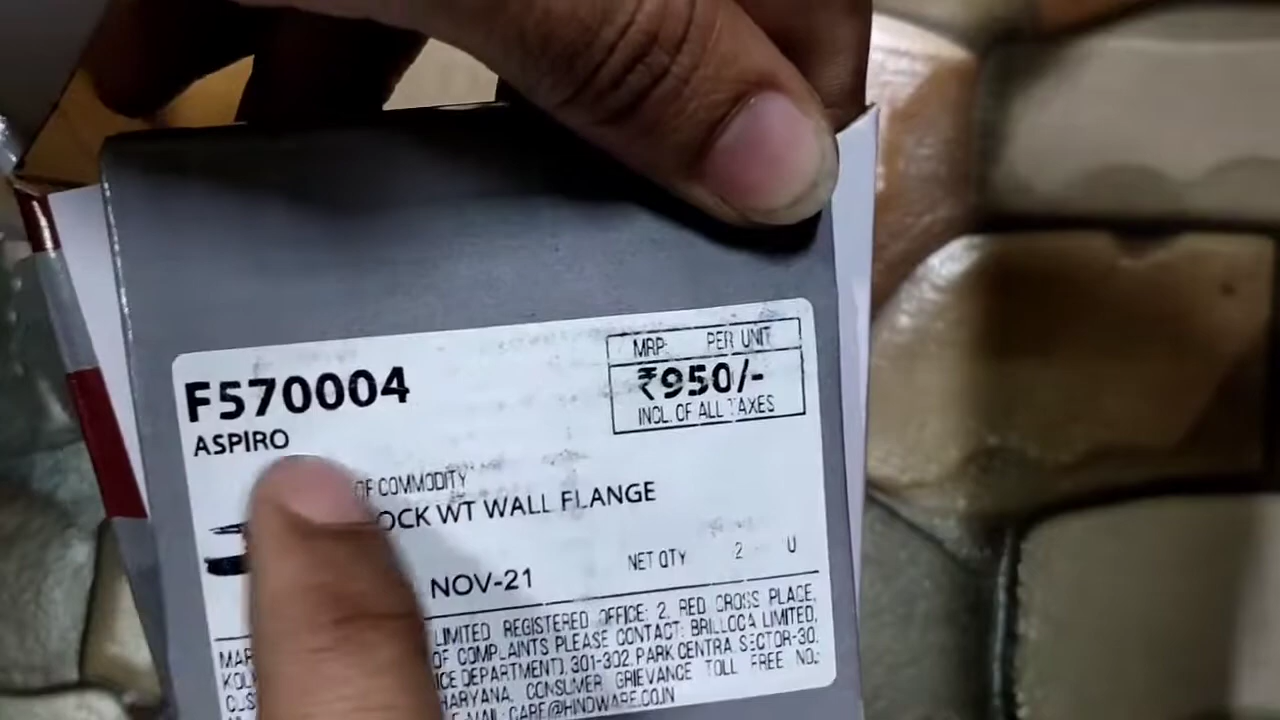 F570004
ASPIRO
MRP: PER UNIT
₹950/-
INCL. OF ALL TAXES
OF COMMODITY
OCK WT WALL FLANGE
NET QTY 2 U
NOV-21
LIMITED REGISTERED OFFICE: 2, RED CROSS PLACE,
OF COMPLAINTS PLEASE CONTACT: BRILLOCA LIMITED,
301-302, PARK CENTRA, SECTOR-30,
HARYANA, CONSUMER GRIEVANCE TOLL FREE NO.:
CARE@HINDWARE.CO.IN